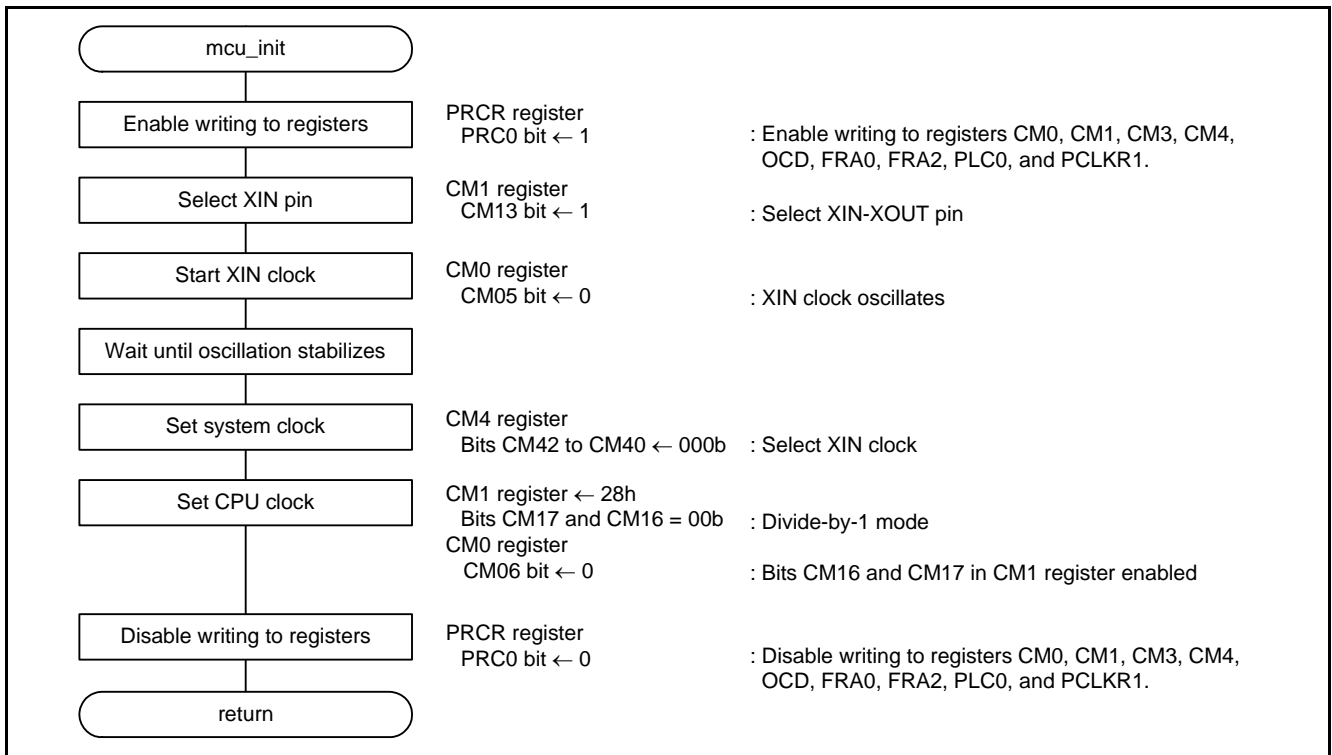 mcu_init
Enable writing to registers
PRCR register
PRC0 bit ← 1
: Enable writing to registers CM0, CM1, CM3, CM4,
OCD, FRA0, FRA2, PLC0, and PCLKR1.
Select XIN pin
CM1 register
CM13 bit ← 1
: Select XIN-XOUT pin
Start XIN clock
CM0 register
CM05 bit ← 0
: XIN clock oscillates
Wait until oscillation stabilizes
Set system clock
CM4 register
Bits CM42 to CM40 ← 000b
: Select XIN clock
Set CPU clock
CM1 register ← 28h
Bits CM17 and CM16 = 00b
: Divide-by-1 mode
CM0 register
CM06 bit ← 0
: Bits CM16 and CM17 in CM1 register enabled
Disable writing to registers
PRCR register
PRC0 bit ← 0
: Disable writing to registers CM0, CM1, CM3, CM4,
OCD, FRA0, FRA2, PLC0, and PCLKR1.
return